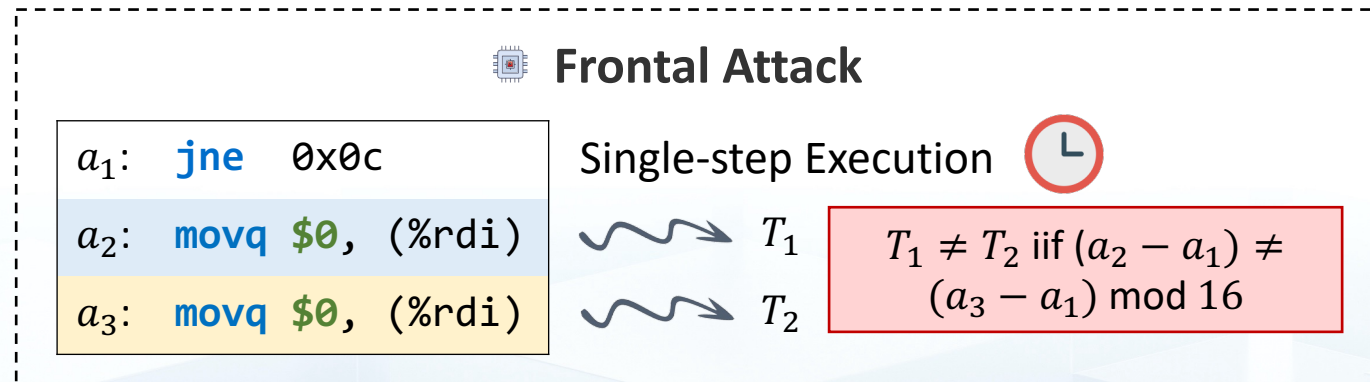 Frontal Attack
a₁: jne 0x0c
Single-step Execution
a₂: movq $0, (%rdi)
T₁
a₃: movq $0, (%rdi)
T₂
T₁ ≠ T₂ iif (a₂ − a₁) ≠
(a₃ − a₁) mod 16